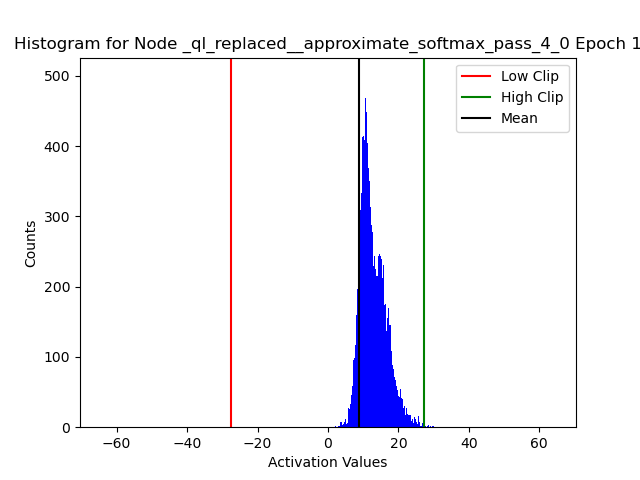 Histogram for Node _ql_replaced__approximate_softmax_pass_4_0 Epoch 1
500
400
300
200
100
0
Counts
Low Clip
High Clip
Mean
−60
−40
−20
0
20
40
60
Activation Values